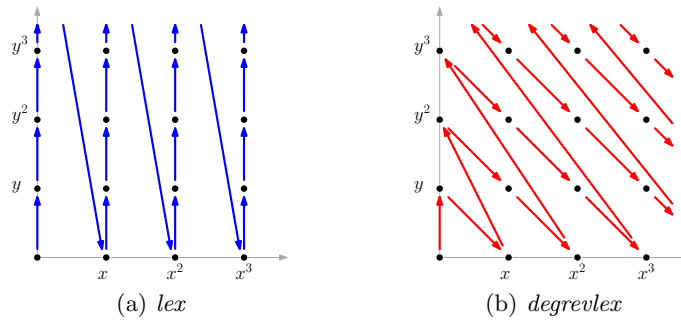 y³
y²
y
x
x²
x³
(a) lex
y³
y²
y
x
x²
x³
(b) degrevlex